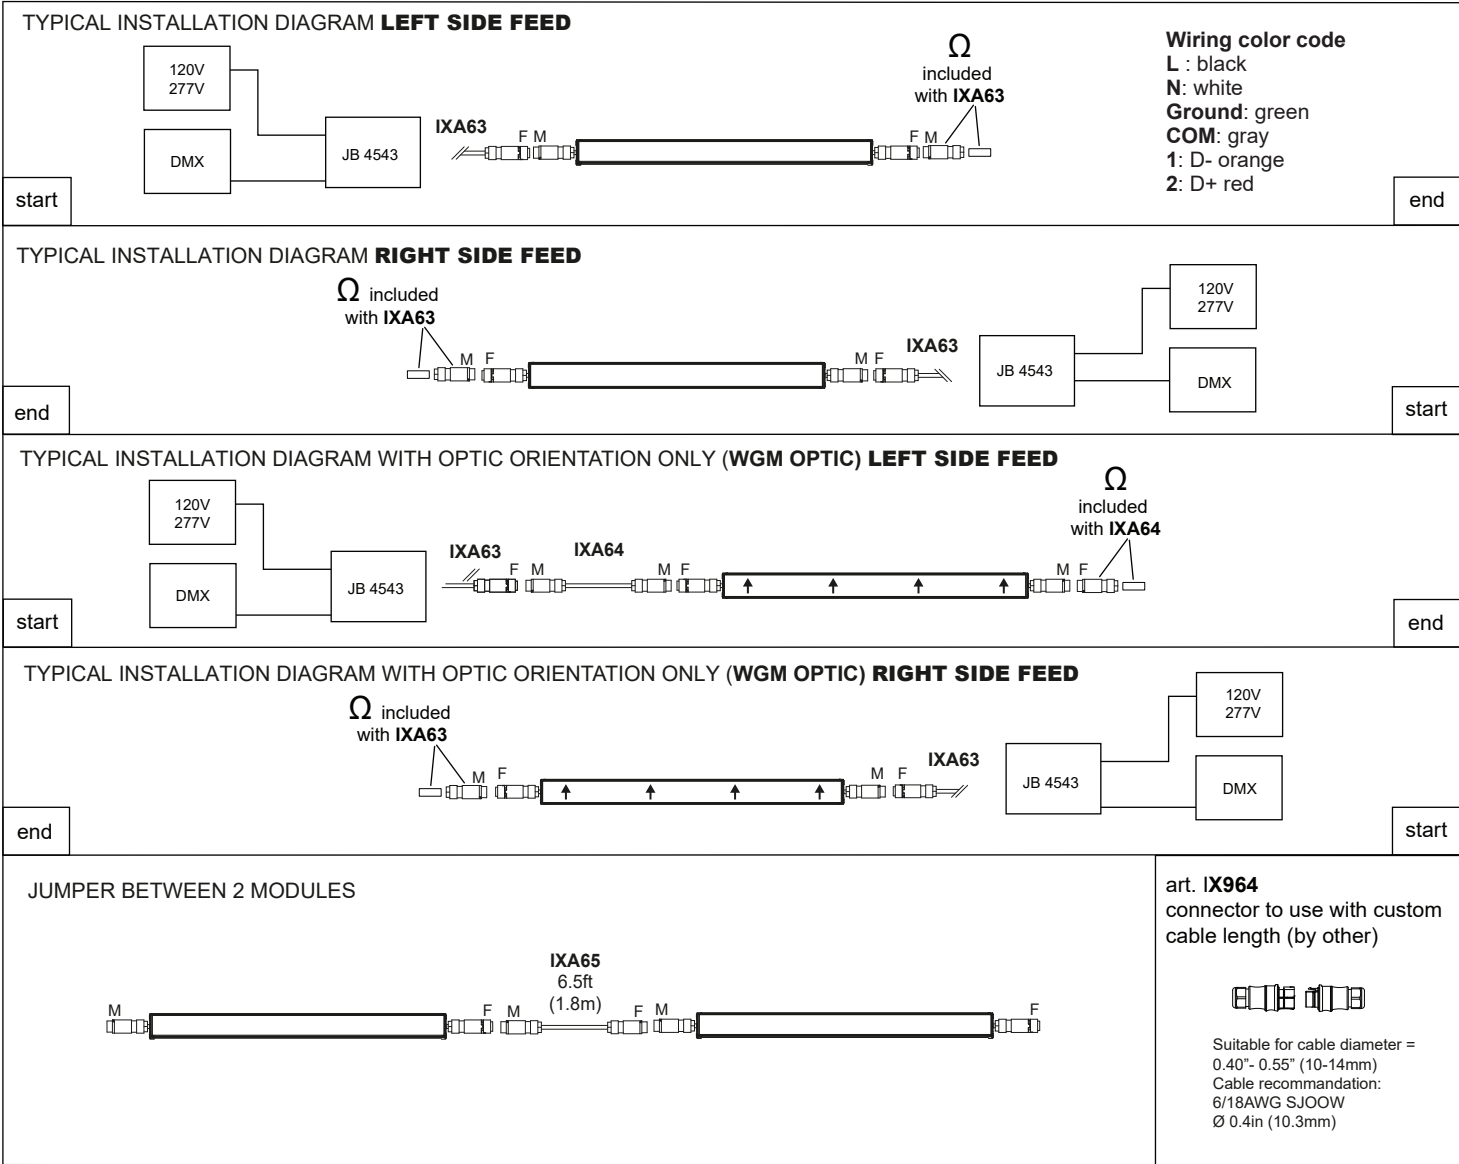 TYPICAL INSTALLATION DIAGRAM LEFT SIDE FEED
120V
277V
DMX
JB 4543
IXA63
F M
Ω
included
with IXA63
F M
Wiring color code
L : black
N: white
Ground: green
COM: gray
1: D- orange
2: D+ red
start
end
TYPICAL INSTALLATION DIAGRAM RIGHT SIDE FEED
Ω included
with IXA63
M F
M F
IXA63
JB 4543
120V
277V
DMX
end
start
TYPICAL INSTALLATION DIAGRAM WITH OPTIC ORIENTATION ONLY (WGM OPTIC) LEFT SIDE FEED
120V
277V
DMX
JB 4543
IXA63
F M
IXA64
M F
Ω
included
with IXA64
M F
start
end
TYPICAL INSTALLATION DIAGRAM WITH OPTIC ORIENTATION ONLY (WGM OPTIC) RIGHT SIDE FEED
Ω included
with IXA63
M F
M F
IXA63
JB 4543
120V
277V
DMX
end
start
JUMPER BETWEEN 2 MODULES
IXA65
6.5ft
(1.8m)
M
F M
F M
F
art. IX964
connector to use with custom
cable length (by other)
Suitable for cable diameter =
0.40”- 0.55” (10-14mm)
Cable recommandation:
6/18AWG SJOOW
Ø 0.4in (10.3mm)